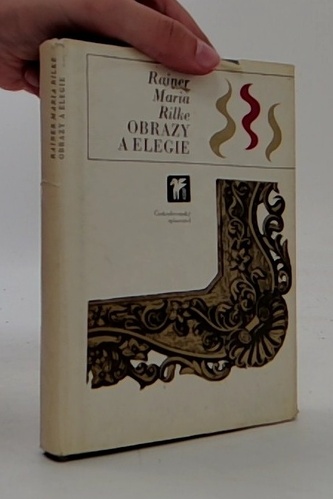 Rainer
Maria
Rilke
OBRAZY
A ELEGIE
Československý
spisovatel
RAINER MARIA RILKE
OBRAZY A ELEGIE